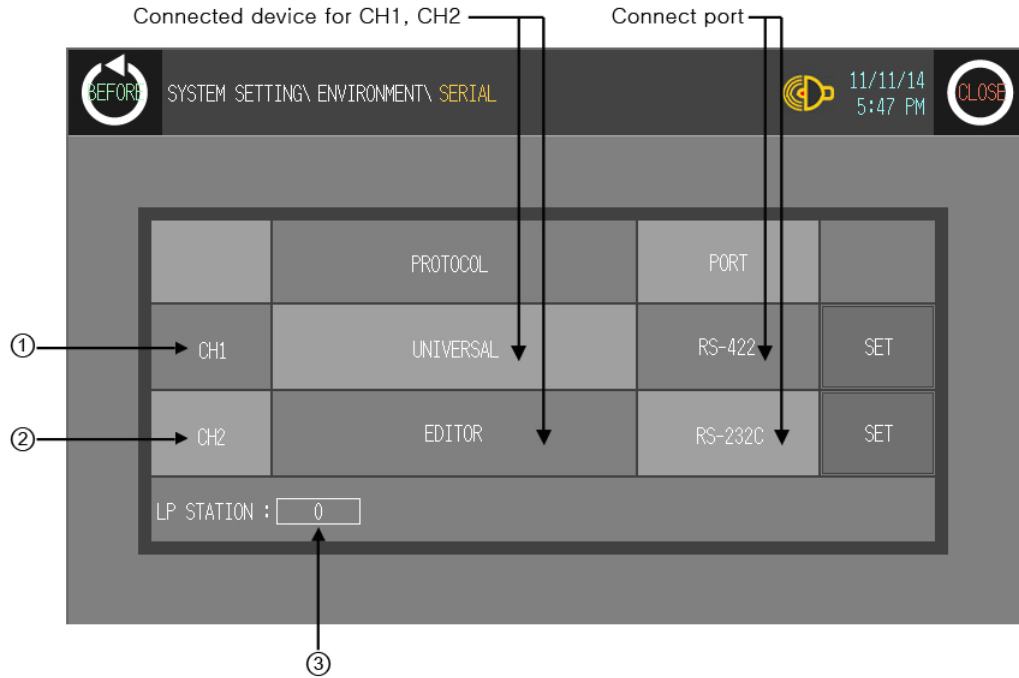 Connected device for CH1, CH2
Connect port
BEFORE
SYSTEM SETTING\ ENVIRONMENT\ SERIAL
11/11/14
5:47 PM
CLOSE
PROTOCOL PORT
① CH1 UNIVERSAL RS-422 SET
② CH2 EDITOR RS-232C SET
LP STATION : 0
③